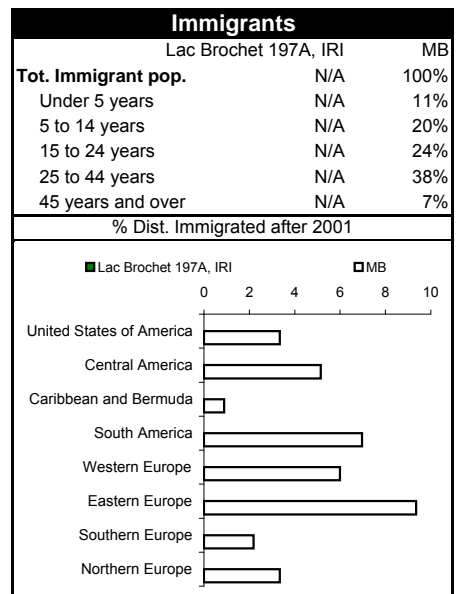 Immigrants
Lac Brochet 197A, IRI MB
Tot. Immigrant pop. N/A 100%
Under 5 years N/A 11%
5 to 14 years N/A 20%
15 to 24 years N/A 24%
25 to 44 years N/A 38%
45 years and over N/A 7%
% Dist. Immigrated after 2001
Lac Brochet 197A, IRI MB
0 2 4 6 8 10
United States of America
Central America
Caribbean and Bermuda
South America
Western Europe
Eastern Europe
Southern Europe
Northern Europe